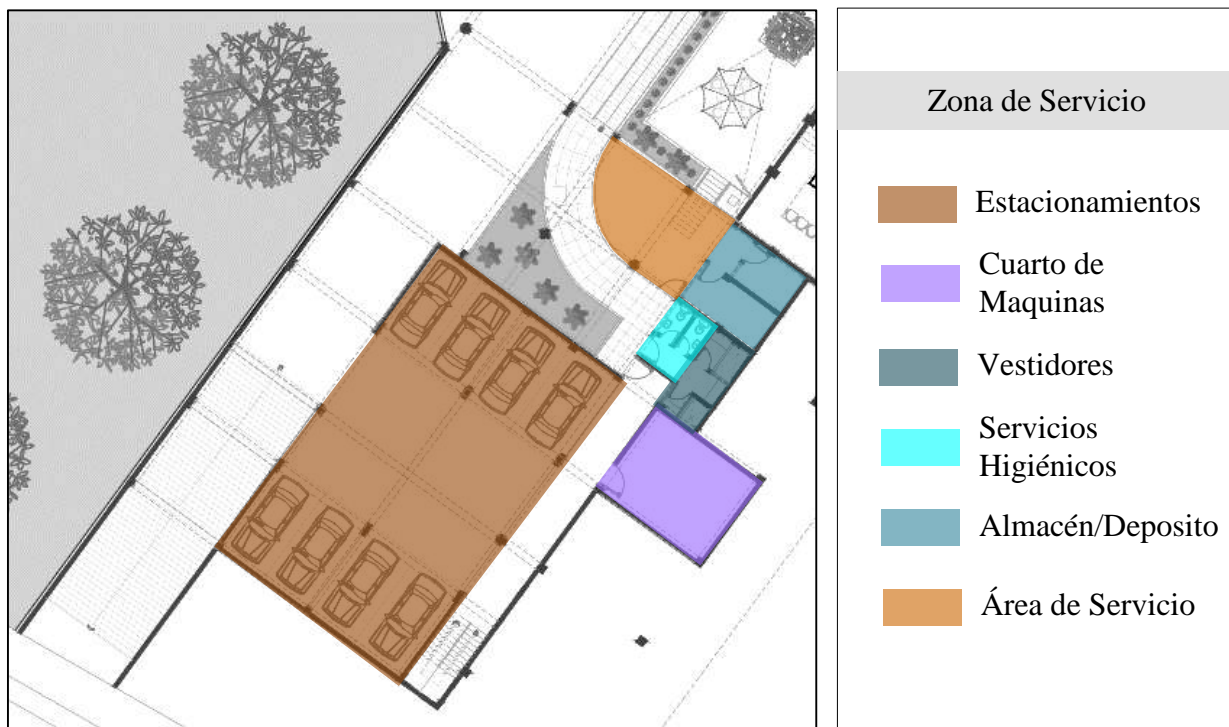 Zona de Servicio
Estacionamientos
Cuarto de
Maquinas
Vestidores
Servicios
Higiénicos
Almacén/Deposito
Área de Servicio